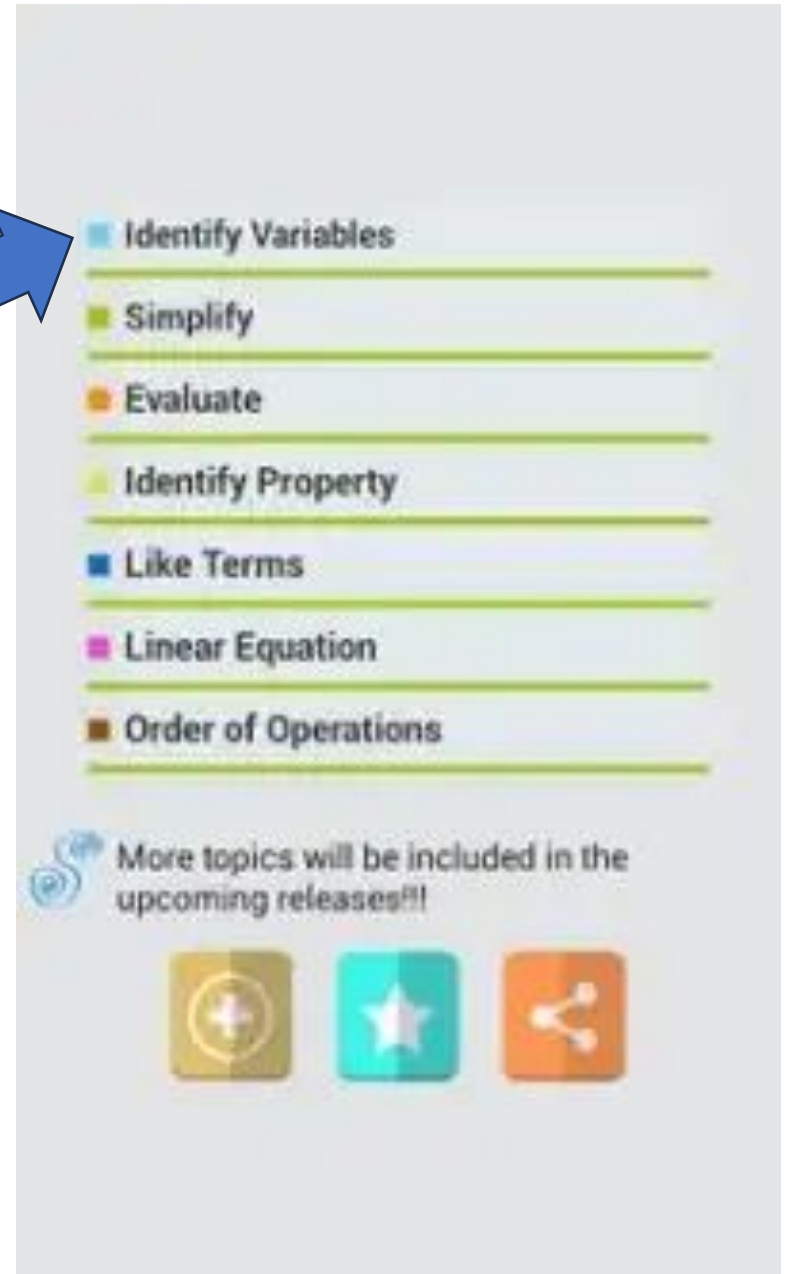 Identify Variables
Simplify
Evaluate
Identify Property
Like Terms
Linear Equation
Order of Operations
More topics will be included in the
upcoming releases!!!